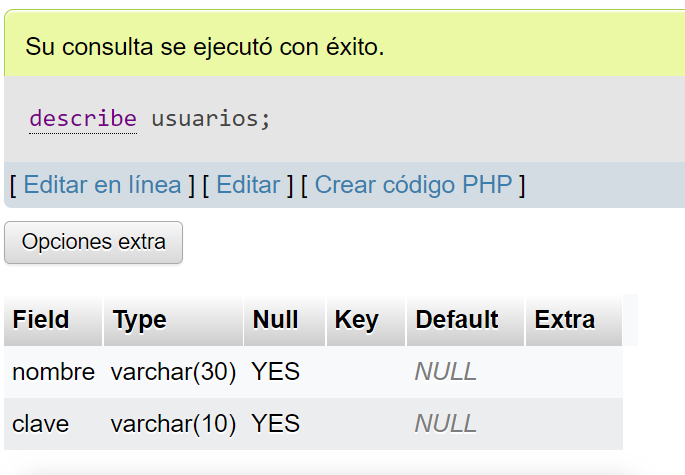 Su consulta se ejecutó con éxito.
describe usuarios;
[ Editar en línea ] [ Editar ] [ Crear código PHP ]
Opciones extra
Field Type Null Key Default Extra
nombre varchar(30) YES NULL
clave varchar(10) YES NULL